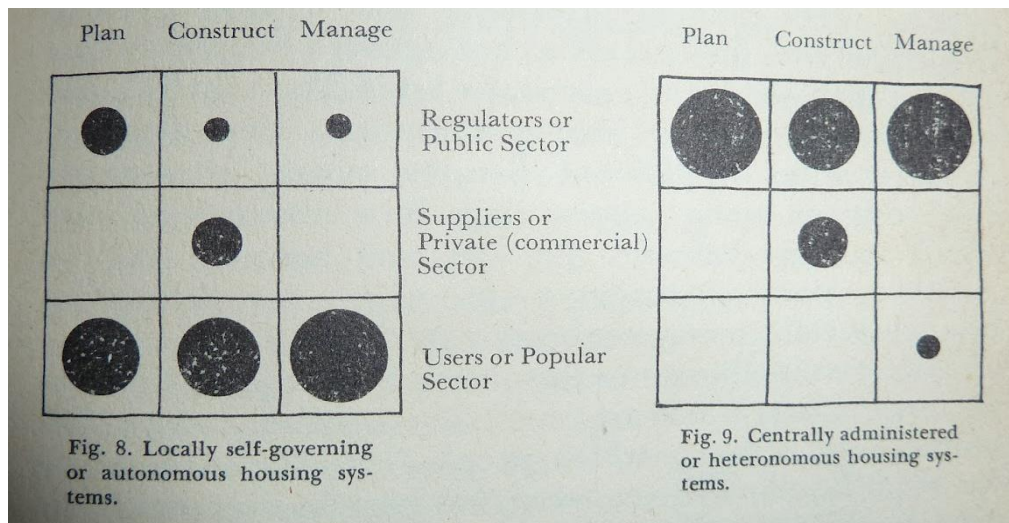 Plan Construct Manage
Regulators or
Public Sector
Suppliers or
Private (commercial)
Sector
Users or Popular
Sector
Fig. 8. Locally self-governing
or autonomous housing sys-
tems.
Plan Construct Manage
Fig. 9. Centrally administered
or heteronomous housing sys-
tems.